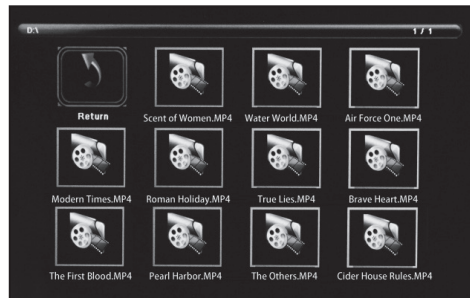 D:\ 1 / 1
Return Scent of Women.MP4 Water World.MP4 Air Force One.MP4
Modern Times.MP4 Roman Holiday.MP4 True Lies.MP4 Brave Heart.MP4
The First Blood.MP4 Pearl Harbor.MP4 The Others.MP4 Cider House Rules.MP4